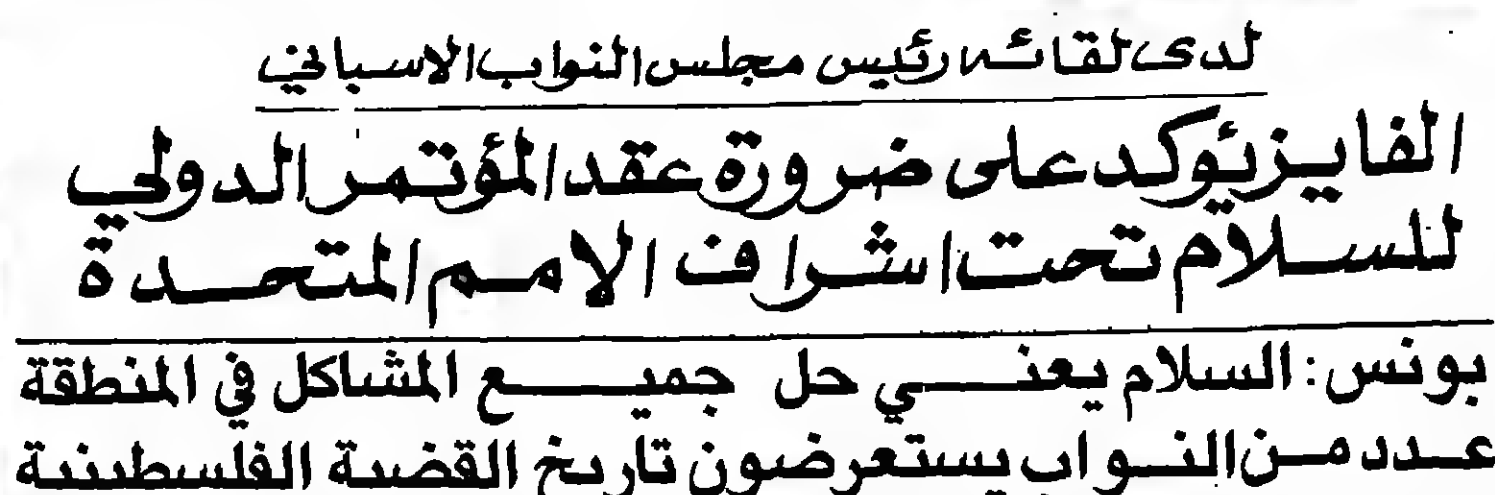 لدى لقائه رئيس مجلس النواب الاسباني
الفايز يؤكد على ضرورة عقد المؤتمر الدولي
للسلام تحت اشراف الامم المتحدة
بونس: السلام يعني حل جميع المشاكل في المنطقة
عدد من النواب يستعرضون تاريخ القضية الفلسطينية